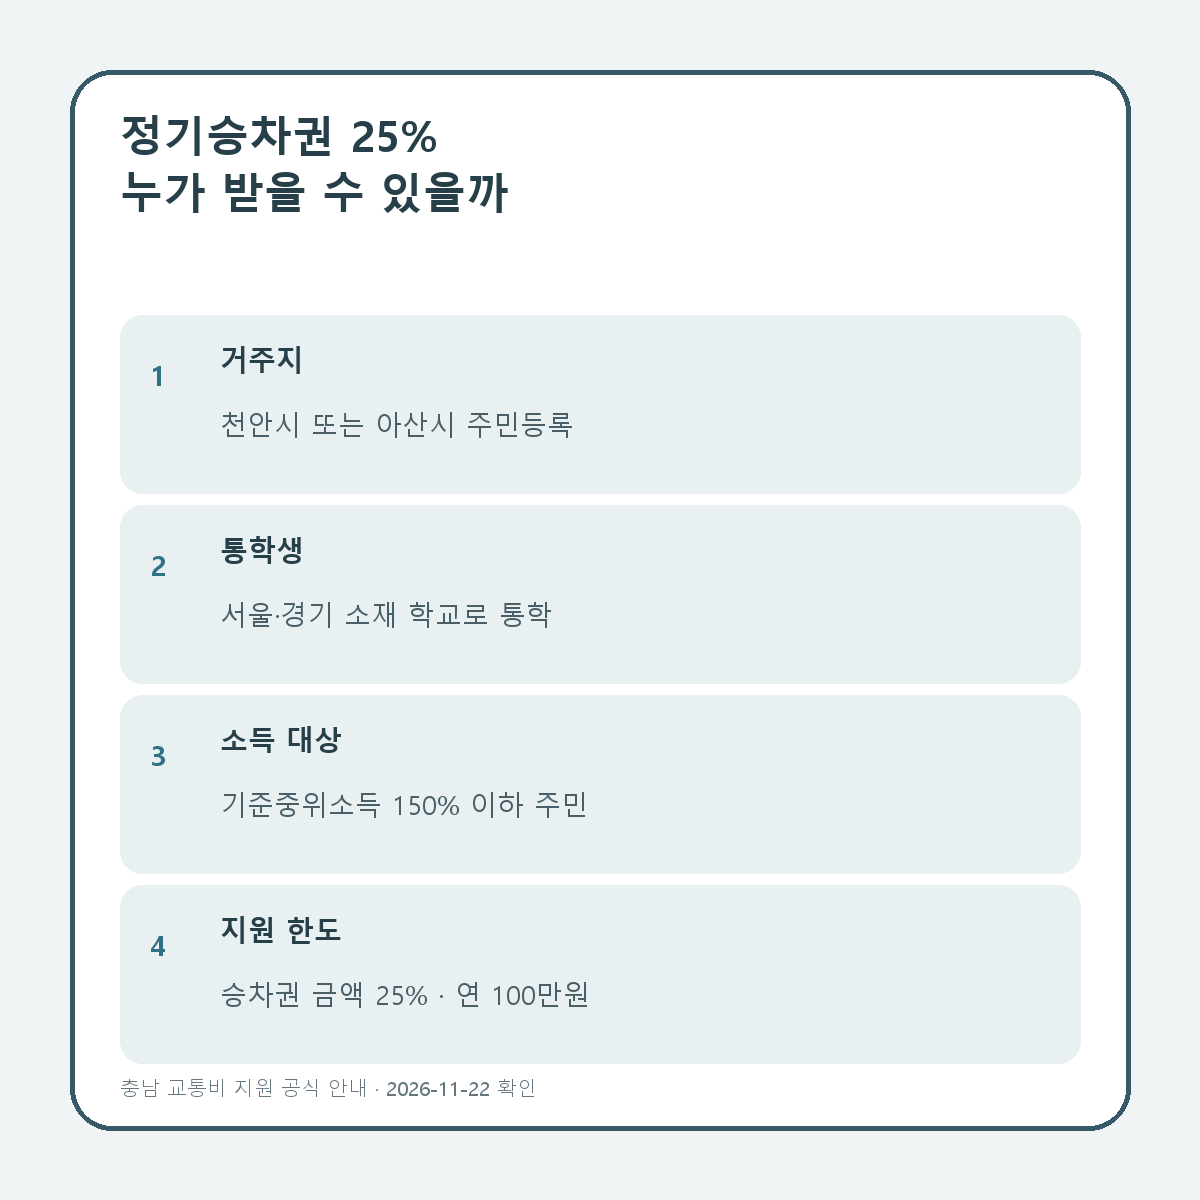 정기승차권 25%
누가 받을 수 있을까
1
거주지
천안시 또는 아산시 주민등록
2
통학생
서울·경기 소재 학교로 통학
3
소득 대상
기준중위소득 150% 이하 주민
4
지원 한도
승차권 금액 25% · 연 100만원
충남 교통비 지원 공식 안내 · 2026-11-22 확인